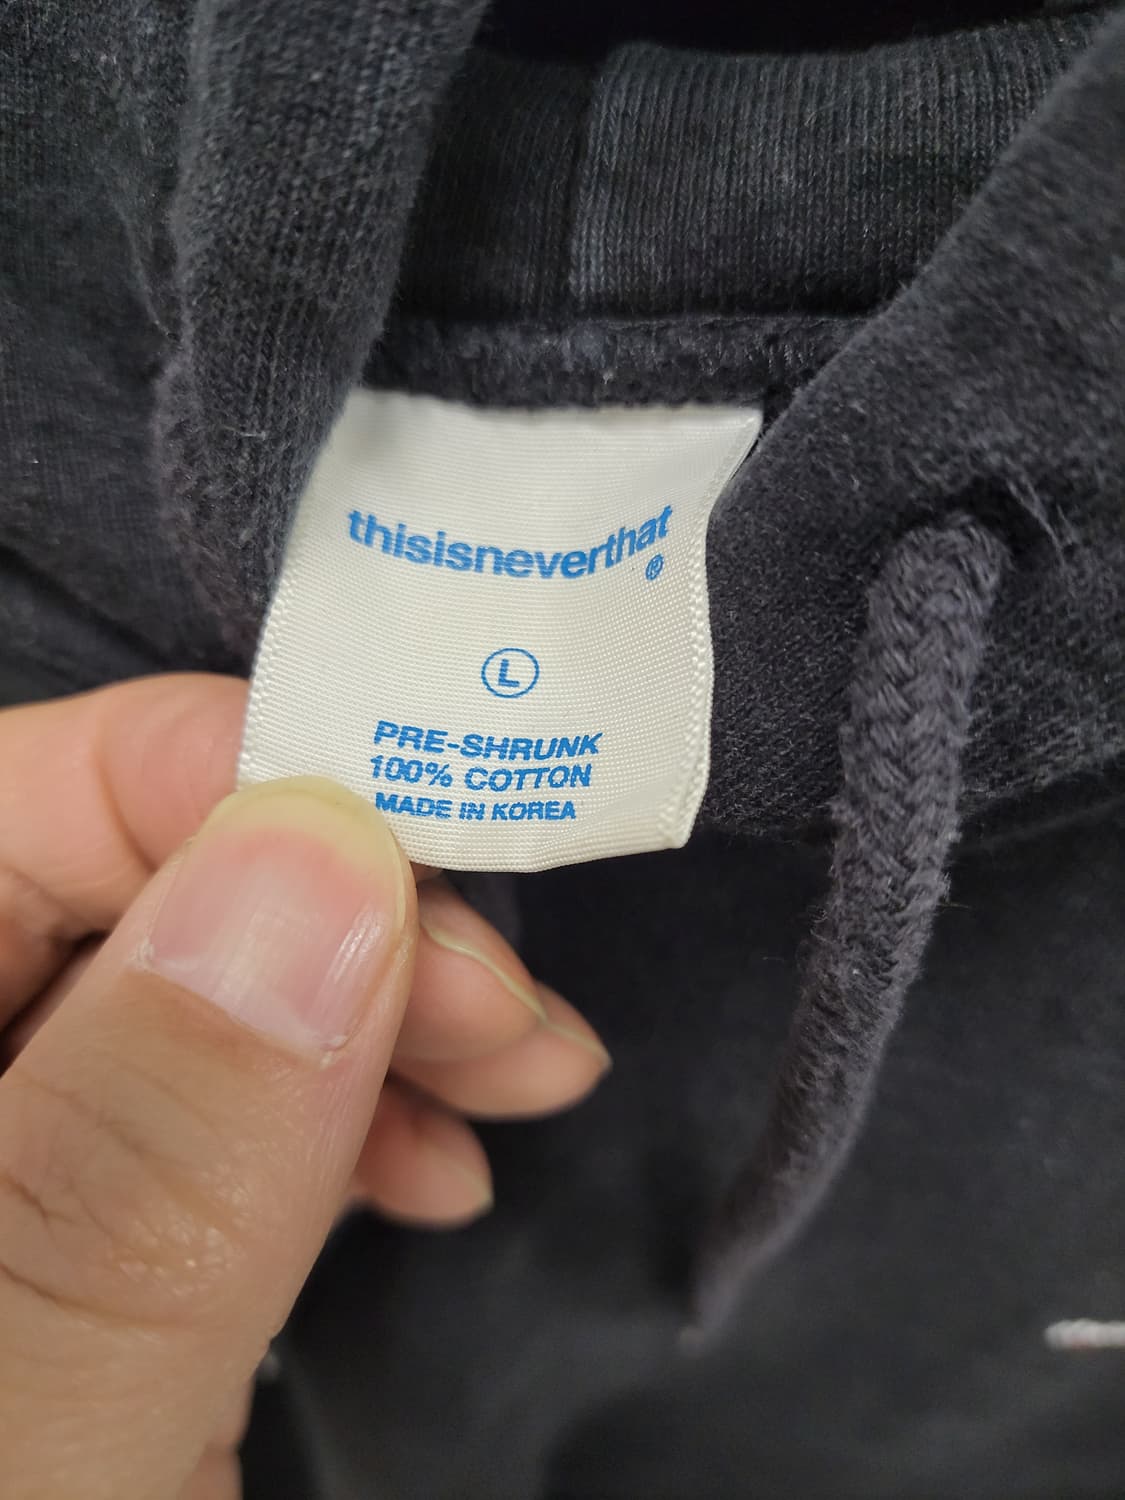 thisisneverthat
®
L
PRE-SHRUNK
100% COTTON
MADE IN KOREA